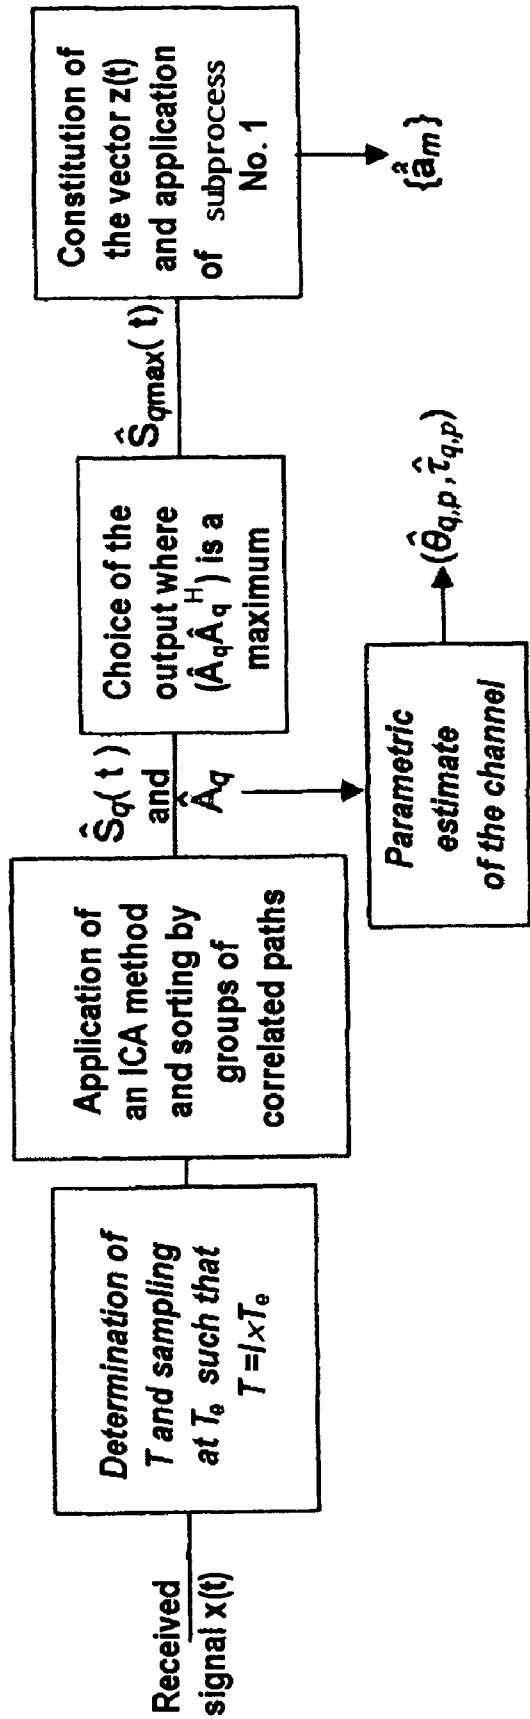 Received
signal x(t)
Determination of
T and sampling
at Tₑ such that
T=I×Tₑ
Application of
an ICA method
and sorting by
groups of
correlated paths
Ŝq(t)
and
Âq
Parametric
estimate
of the channel
(θ̂q,p,τ̂q,p)
Choice of the
output where
(ÂqÂqᴴ) is a
maximum
Ŝqmax(t)
Constitution of
the vector z(t)
and application
of subprocess
No. 1
{âm}